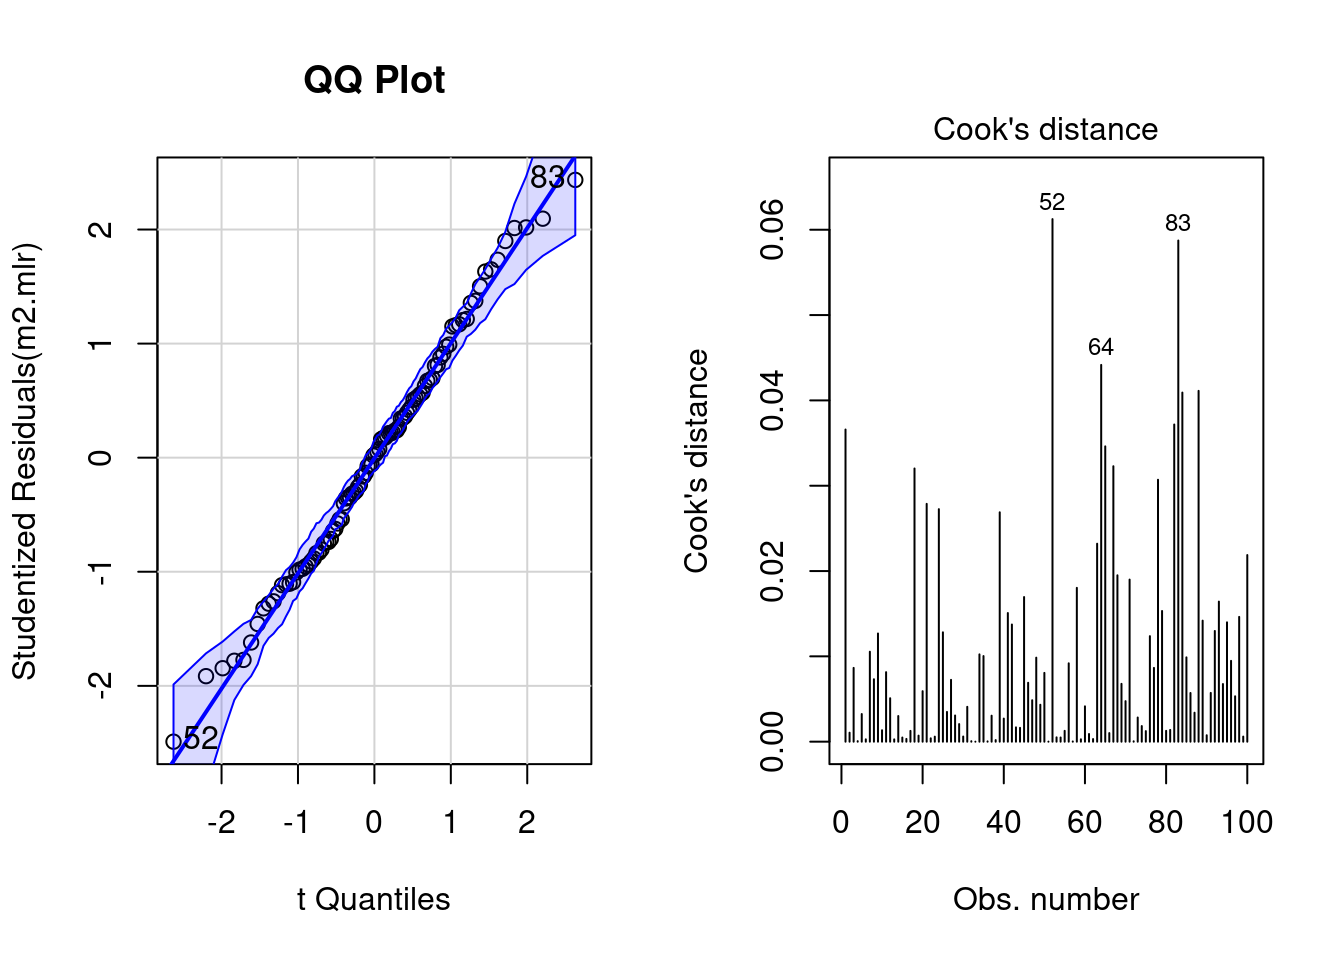 QQ Plot
Studentized Residuals(m2.mlr)
2
1
0
-1
-2
83
52
-2 -1 0 1 2
t Quantiles
Cook's distance
Cook's distance
0.06
0.04
0.02
0.00
52
83
64
0 20 40 60 80 100
Obs. number